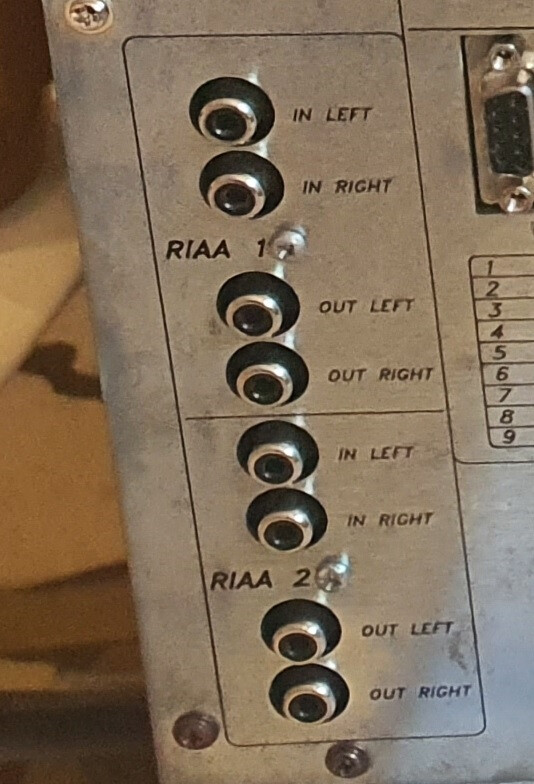 IN LEFT
IN RIGHT
RIAA 1
OUT LEFT
OUT RIGHT
IN LEFT
IN RIGHT
RIAA 2
OUT LEFT
OUT RIGHT
1
2
3
4
5
6
7
8
9